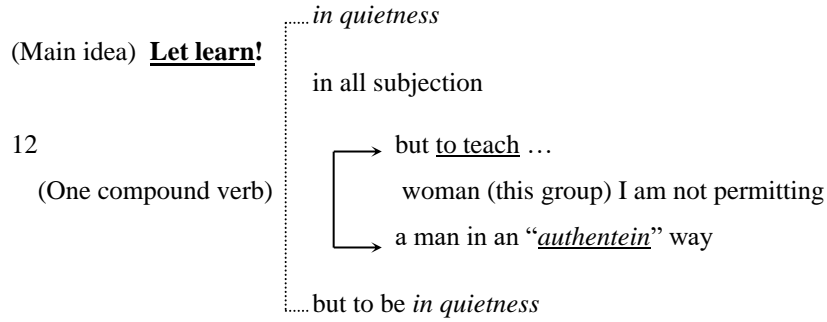 in quietness
(Main idea) Let learn!
in all subjection
12
but to teach …
(One compound verb)
woman (this group) I am not permitting
a man in an “authentein” way
but to be in quietness